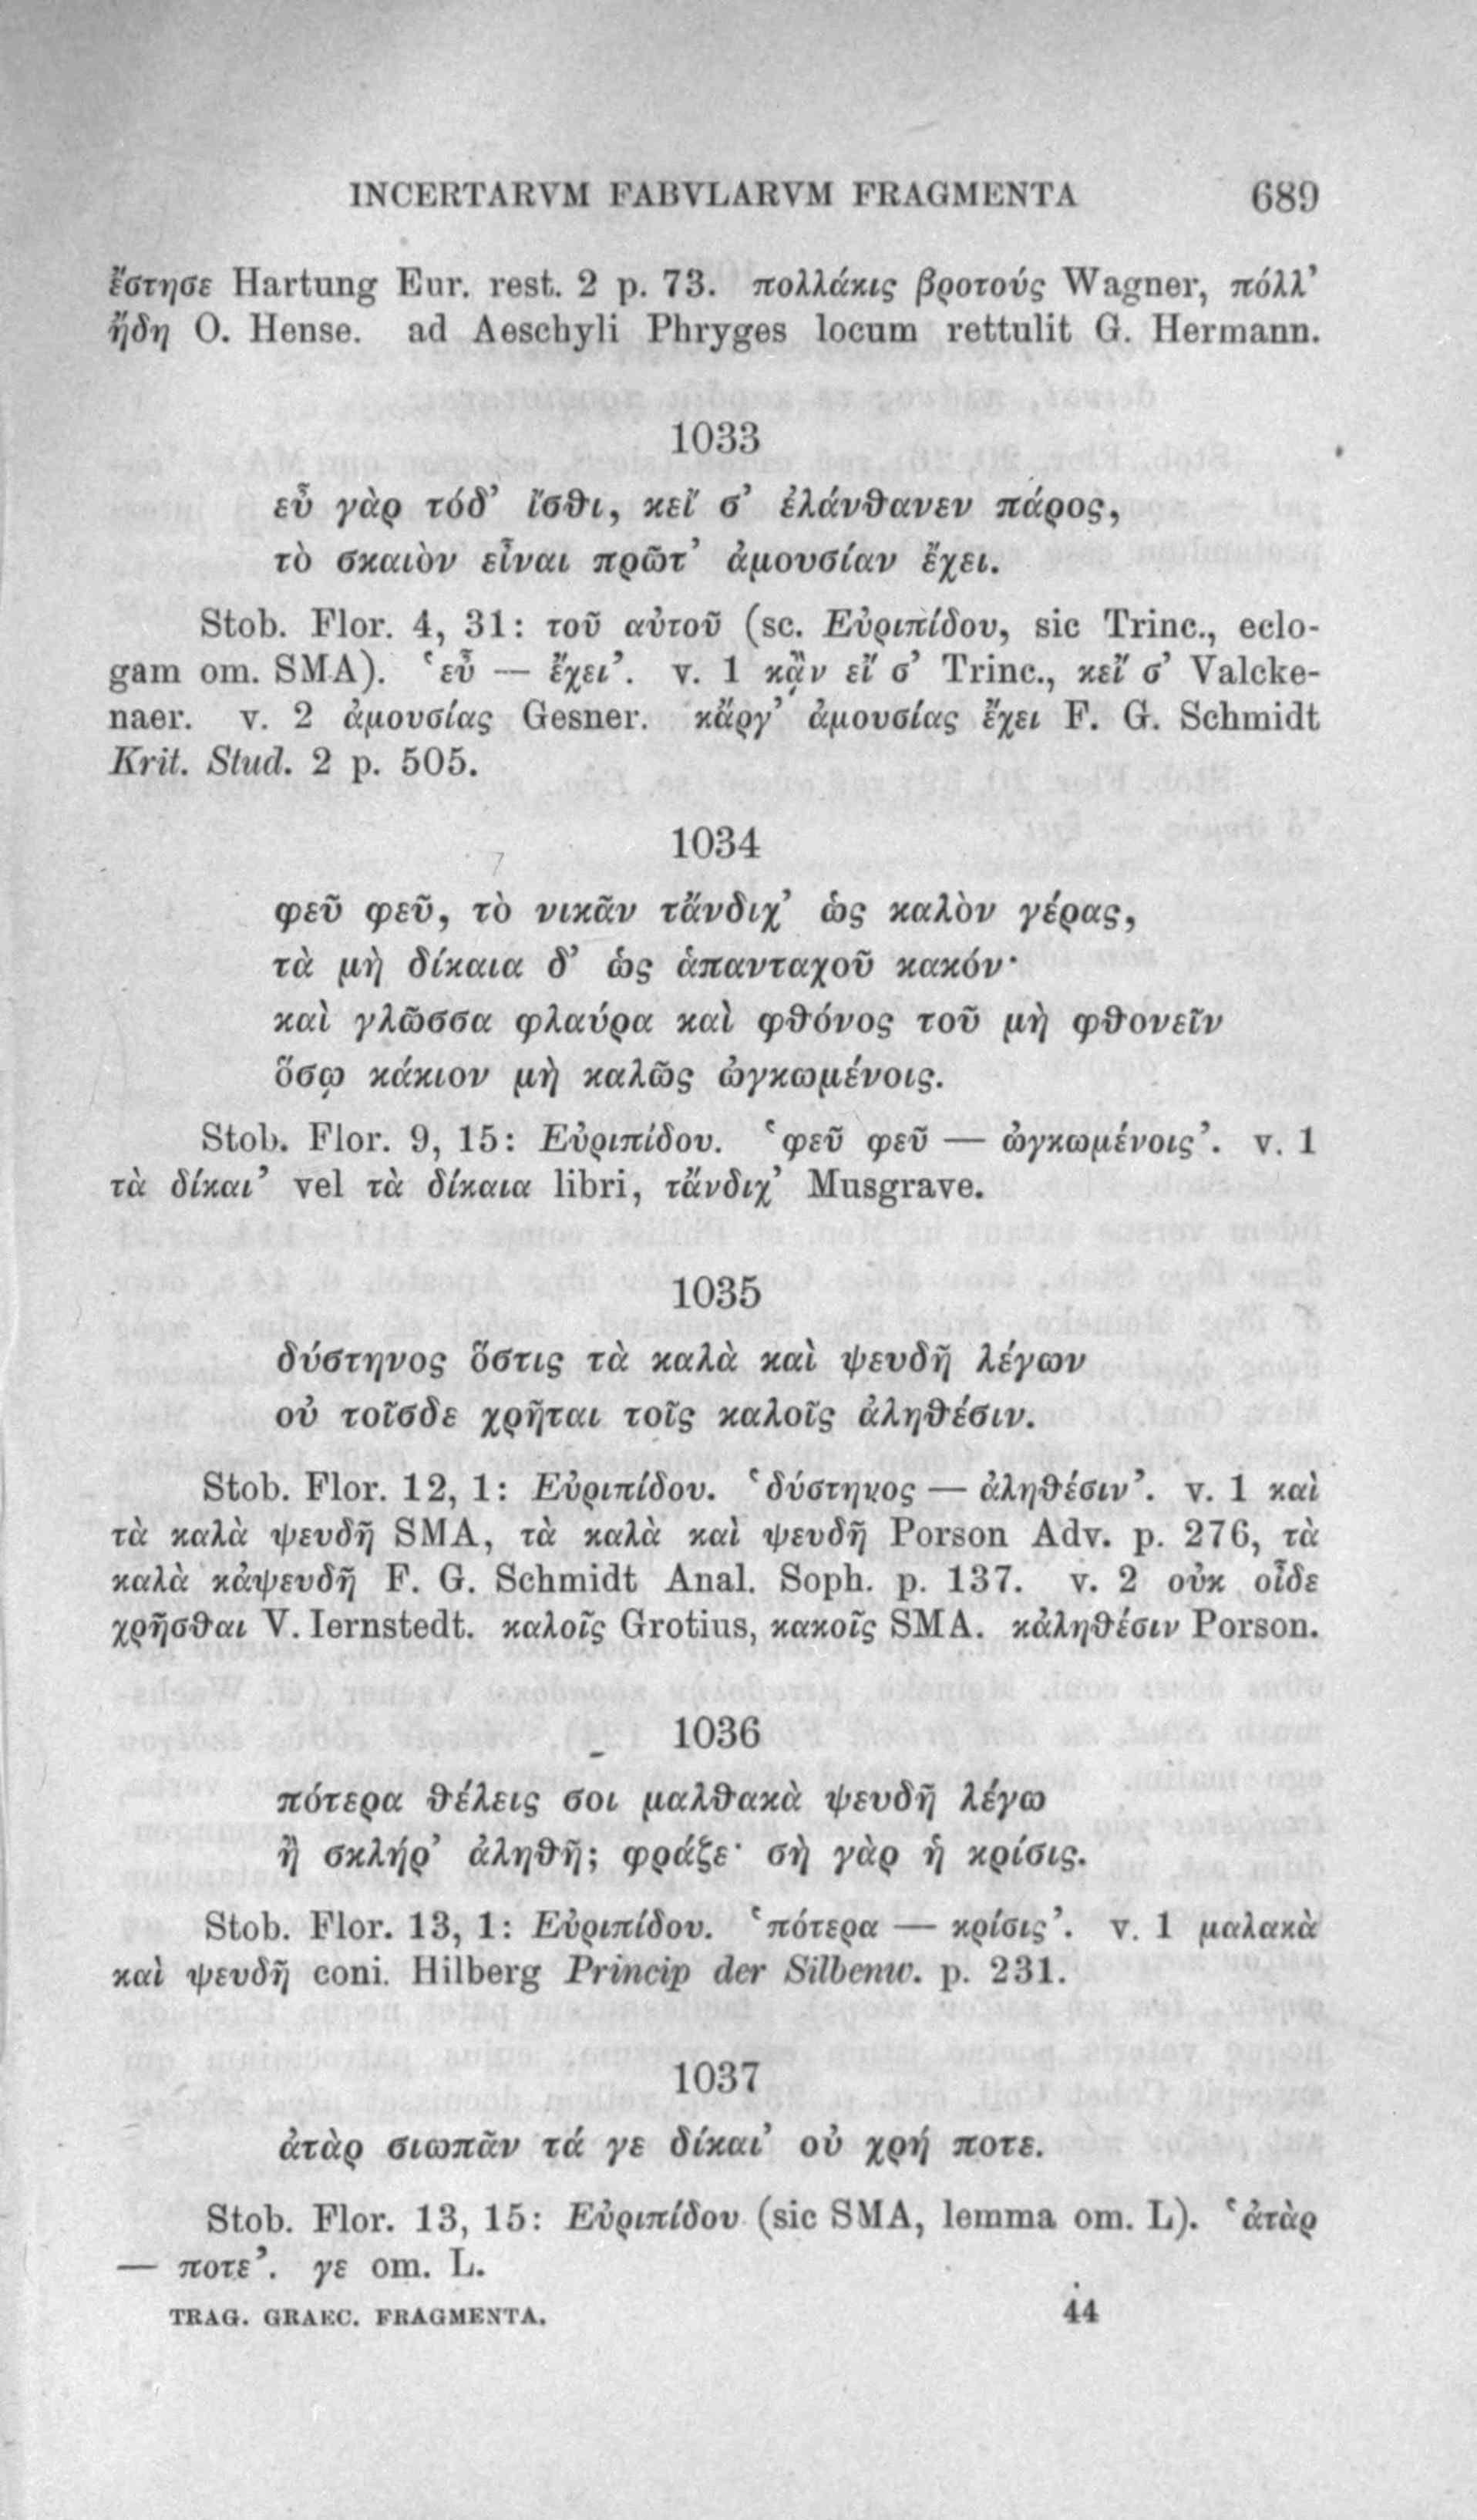 INCERTARVM FABVLARVM FRAGMENTA 689
ἔστησε Hartung Eur. rest. 2 p. 73. πολλάκις βροτούς Wagner, πόλλ’
ἤδη O. Hense. ad Aeschyli Phryges locum rettulit G. Hermann.
1033
εὖ γὰρ τόδ’ ἴσθι, κεἴ σ’ ἐλάνθανεν πάρος,
τὸ σκαιὸν εἶναι πρῶτ’ ἀμουσίαν ἔχει.
Stob. Flor. 4, 31: τοῦ αὐτοῦ (sc. Εὐριπίδου, sic Trinc., eclo-
gam om. SMA). ‘εὖ — ἔχει’. v. 1 κᾂν εἴ σ’ Trinc., κεἴ σ’ Valcke-
naer. v. 2 ἀμουσίας Gesner. κἄργ’ ἀμουσίας ἔχει F. G. Schmidt
Krit. Stud. 2 p. 505.
1034
φεῦ φεῦ, τὸ νικᾶν τἄνδιχ’ ὡς καλὸν γέρας,
τὰ μὴ δίκαια δ’ ὡς ἁπανταχοῦ κακόν·
καὶ γλῶσσα φλαύρα καὶ φθόνος τοῦ μὴ φθονεῖν
ὅσῳ κάκιον μὴ καλῶς ὠγκωμένοις.
Stob. Flor. 9, 15: Εὐριπίδου. ‘φεῦ φεῦ — ὠγκωμένοις’. v. 1
τὰ δίκαι’ vel τὰ δίκαια libri, τἄνδιχ’ Musgrave.
1035
δύστηνος ὅστις τὰ καλὰ καὶ ψευδῆ λέγων
οὐ τοῖσδε χρῆται τοῖς καλοῖς ἀληθέσιν.
Stob. Flor. 12, 1: Εὐριπίδου. ‘δύστηνος — ἀληθέσιν’. v. 1 καὶ
τὰ καλὰ ψευδῆ SMA, τὰ καλὰ καὶ ψευδῆ Porson Adv. p. 276, τὰ
καλὰ κἀψευδῆ F. G. Schmidt Anal. Soph. p. 137. v. 2 οὐκ οἶδε
χρῆσθαι V. Iernstedt. καλοῖς Grotius, κακοῖς SMA. κἀληθέσιν Porson.
1036
πότερα θέλεις σοι μαλθακὰ ψευδῆ λέγω
ἢ σκλήρ’ ἀληθῆ; φράζε· σὴ γὰρ ἡ κρίσις.
Stob. Flor. 13, 1: Εὐριπίδου. ‘πότερα — κρίσις’. v. 1 μαλακὰ
καὶ ψευδῆ coni. Hilberg Princip der Silbenw. p. 231.
1037
ἀτὰρ σιωπᾶν τά γε δίκαι’ οὐ χρή ποτε.
Stob. Flor. 13, 15: Εὐριπίδου (sic SMA, lemma om. L). ‘ἀτὰρ
— ποτε’. γε om. L.
TRAG. GRAEC. FRAGMENTA. 44